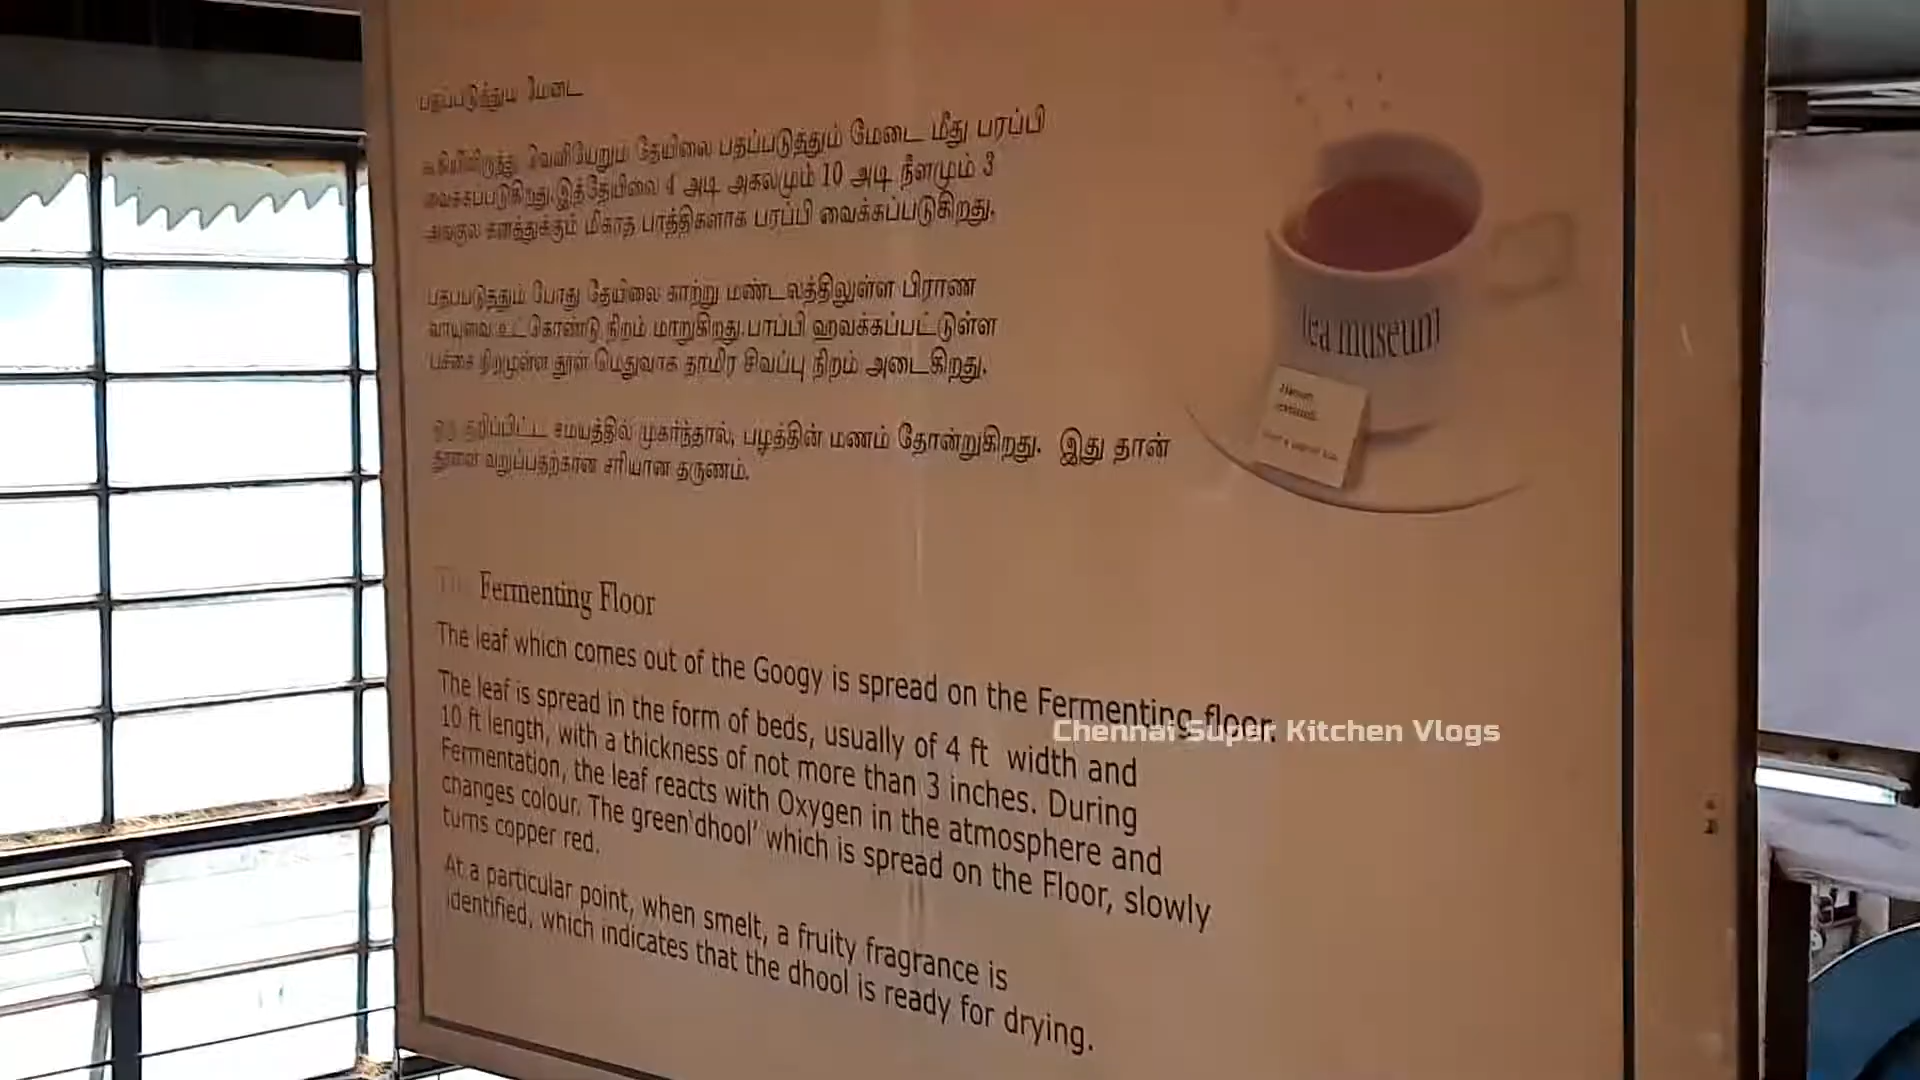 பதப்படுத்தும் மேடை
வெளியேறும் தேயிலை பதப்படுத்தும் மேடை மீது பரப்பி
வைக்கப்படுகிறது.இத்தேயிலை 4 அடி அகலமும் 10 அடி நீளமும் 3
அங்குல கனத்துக்கும் மிகாத பாத்திகளாக பரப்பி வைக்கப்படுகிறது.
பதபடுத்தும் போது தேயிலை காற்று மண்டலத்திலுள்ள பிராண
வாயுவை உட்கொண்டு நிறம் மாறுகிறது.பாப்பி ஹவக்கப்பட்டுள்ள
பச்சை நிறமுள்ள தூள் மெதுவாக தாமிர சிவப்பு நிறம் அடைகிறது.
ஒரு குறிப்பிட்ட சமயத்தில் முகர்ந்தால், பழத்தின் மணம் தோன்றுகிறது. இது தான்
தூளை வறுப்பதற்கான சரியான தருணம்.
tea museum
The Fermenting Floor
The leaf which comes out of the Googy is spread on the Fermenting floor.
Chennai Super Kitchen Vlogs
The leaf is spread in the form of beds, usually of 4 ft width and
10 ft length, with a thickness of not more than 3 inches. During
Fermentation, the leaf reacts with Oxygen in the atmosphere and
changes colour. The green 'dhool' which is spread on the Floor, slowly
turns copper red.
At a particular point, when smelt, a fruity fragrance is
identified, which indicates that the dhool is ready for drying.